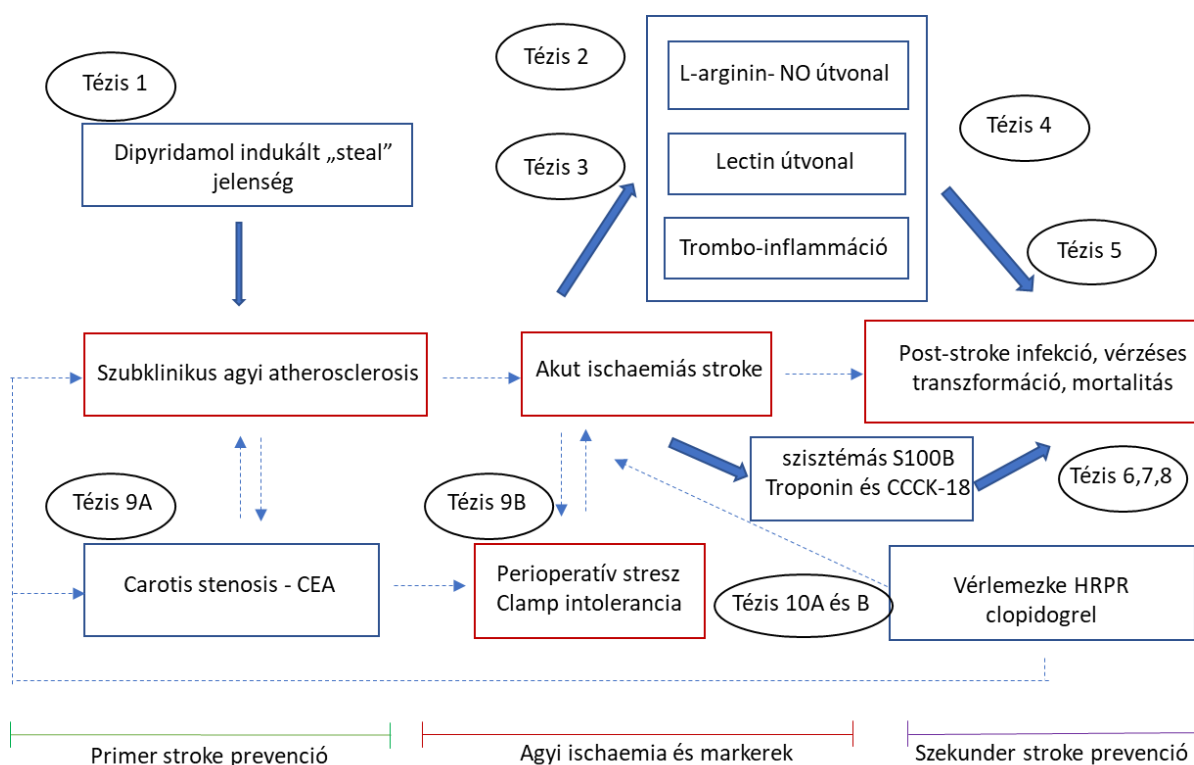 Tézis 1
Dipyridamol indukált „steal”
jelenség
Tézis 2
Tézis 3
L-arginin- NO útvonal
Lectin útvonal
Trombo-inflammáció
Tézis 4
Tézis 5
Szubklinikus agyi atherosclerosis
Akut ischaemiás stroke
Post-stroke infekció, vérzéses
transzformáció, mortalitás
szisztémás S100B
Troponin és CCCK-18
Tézis 6,7,8
Tézis 9A
Carotis stenosis - CEA
Tézis 9B
Perioperatív stresz
Clamp intolerancia
Tézis 10A és B
Vérlemezke HRPR
clopidogrel
Primer stroke prevenció
Agyi ischaemia és markerek
Szekunder stroke prevenció